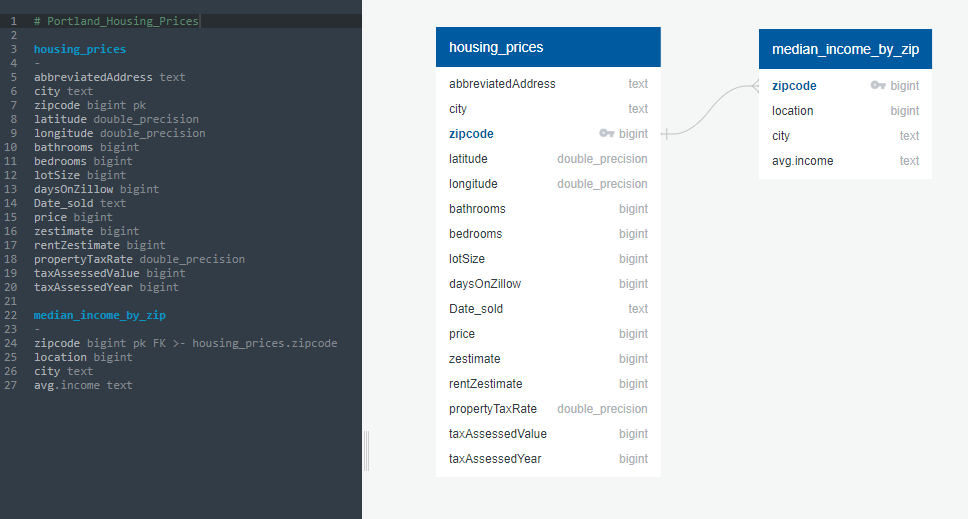 1 # Portland_Housing_Prices
2
3 housing_prices
4 -
5 abbreviatedAddress text
6 city text
7 zipcode bigint pk
8 latitude double_precision
9 longitude double_precision
10 bathrooms bigint
11 bedrooms bigint
12 lotSize bigint
13 daysOnZillow bigint
14 Date_sold text
15 price bigint
16 zestimate bigint
17 rentZestimate bigint
18 propertyTaxRate double_precision
19 taxAssessedValue bigint
20 taxAssessedYear bigint
21
22 median_income_by_zip
23 -
24 zipcode bigint pk FK >- housing_prices.zipcode
25 location bigint
26 city text
27 avg.income text
housing_prices
abbreviatedAddress text
city text
zipcode bigint
latitude double_precision
longitude double_precision
bathrooms bigint
bedrooms bigint
lotSize bigint
daysOnZillow bigint
Date_sold text
price bigint
zestimate bigint
rentZestimate bigint
propertyTaxRate double_precision
taxAssessedValue bigint
taxAssessedYear bigint
median_income_by_zip
zipcode bigint
location bigint
city text
avg.income text